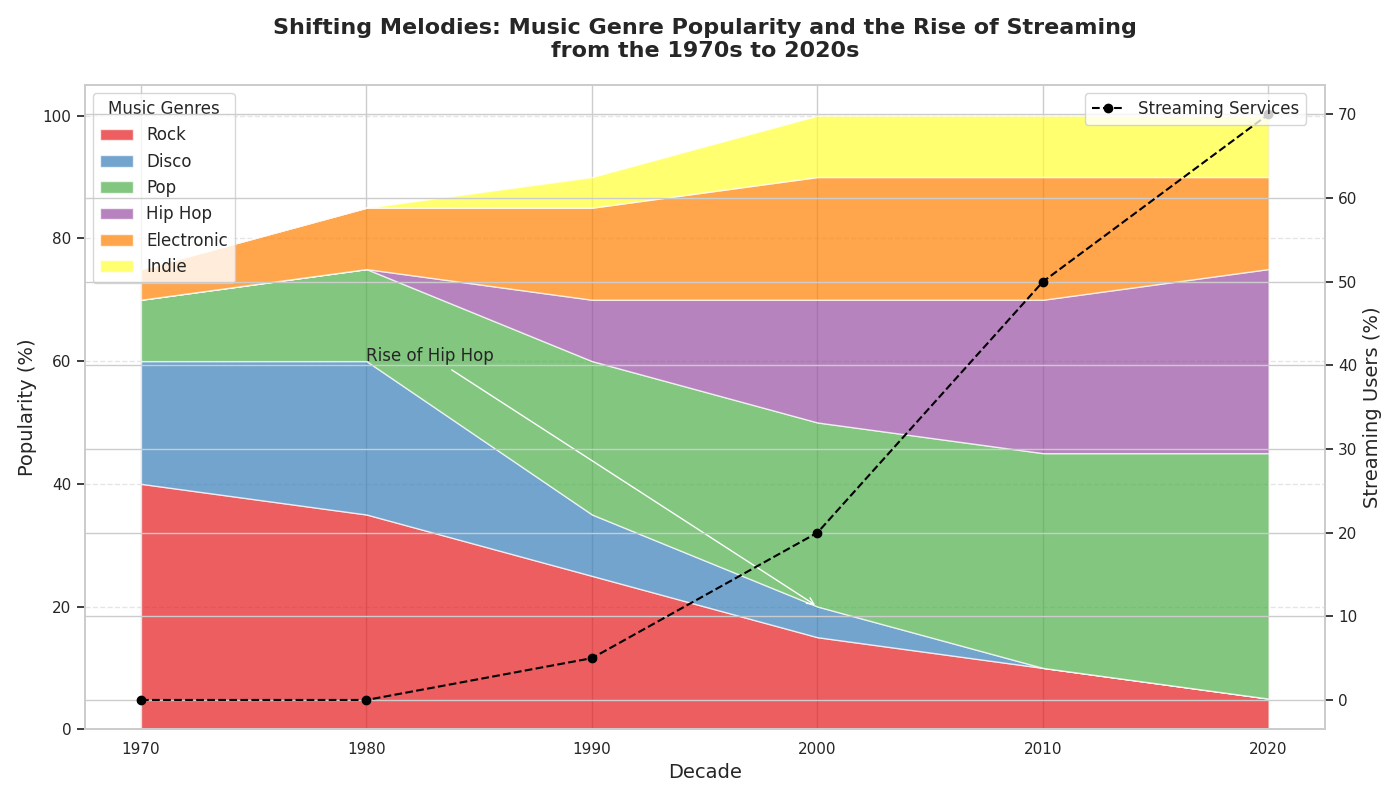 Shifting Melodies: Music Genre Popularity and the Rise of Streaming
from the 1970s to 2020s
Music Genres
Rock
Disco
Pop
Hip Hop
Electronic
Indie
Streaming Services
Rise of Hip Hop
Popularity (%)
100
80
60
40
20
0
Streaming Users (%)
70
60
50
40
30
20
10
0
1970
1980
1990
2000
2010
2020
Decade